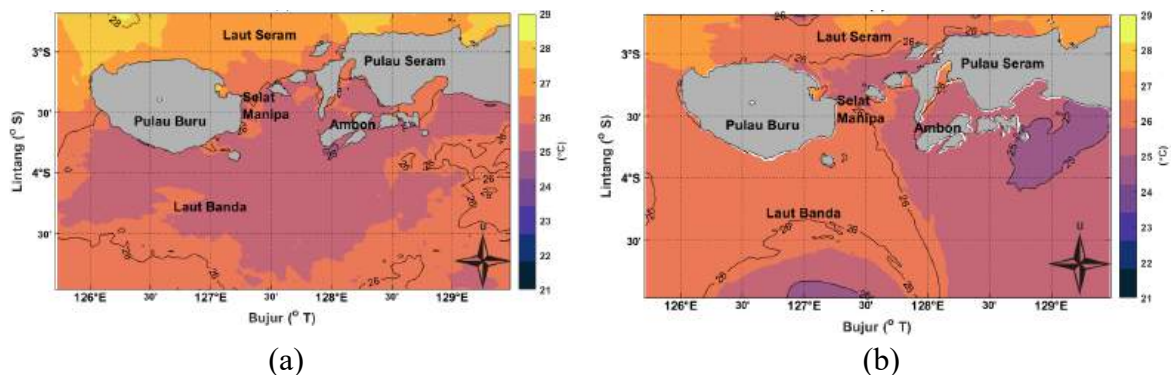 Laut Seram
Pulau Seram
Selat
Manipa
Pulau Buru
Ambon
Laut Banda
U
3°S
30'
4°S
30'
Lintang (° S)
126°E
30'
127°E
30'
128°E
30'
129°E
Bujur (° T)
29
28
27
26
25
24
23
22
21
(°C)
(a)
Laut Seram
Pulau Seram
Selat
Manipa
Pulau Buru
Ambon
Laut Banda
U
3°S
30'
4°S
30'
Lintang (° S)
126°E
30'
127°E
30'
128°E
30'
129°E
Bujur (° T)
29
28
27
26
25
24
23
22
21
(°C)
(b)